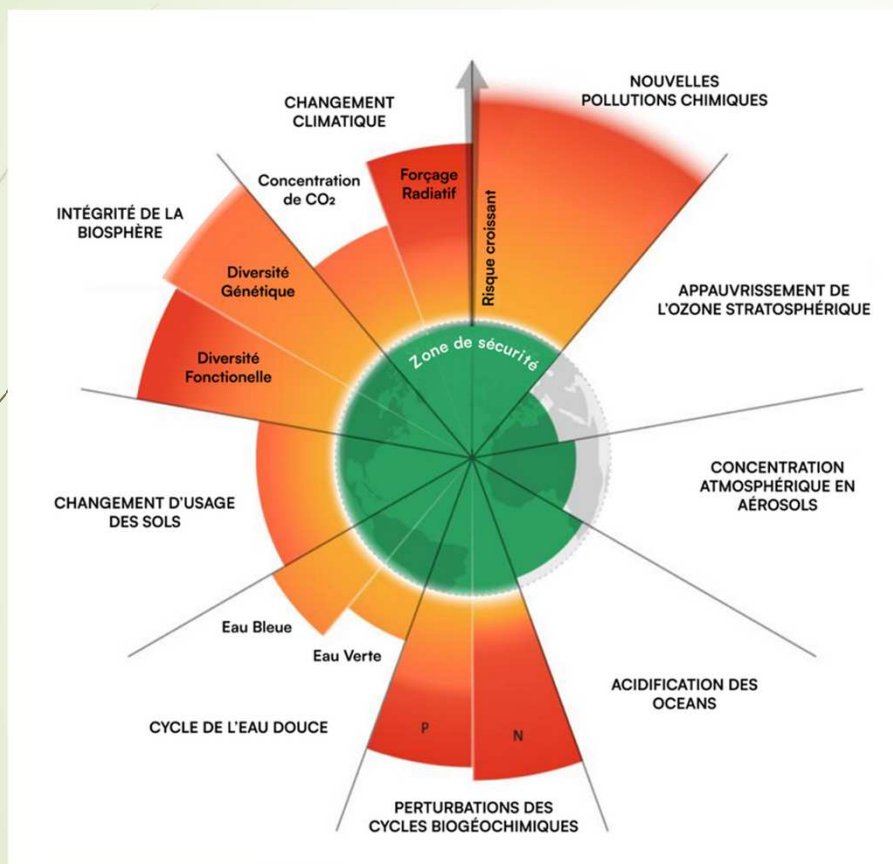 NOUVELLES
POLLUTIONS CHIMIQUES
CHANGEMENT
CLIMATIQUE
Concentration
de CO₂
Forçage
Radiatif
Risque croissant
INTÉGRITÉ DE LA
BIOSPHÈRE
Diversité
Génétique
Diversité
Fonctionelle
Zone de sécurité
APPAUVRISSEMENT DE
L'OZONE STRATOSPHÉRIQUE
CONCENTRATION
ATMOSPHÉRIQUE EN
AÉROSOLS
CHANGEMENT D'USAGE
DES SOLS
Eau Bleue
Eau Verte
ACIDIFICATION DES
OCEANS
CYCLE DE L'EAU DOUCE
P
N
PERTURBATIONS DES
CYCLES BIOGÉOCHIMIQUES